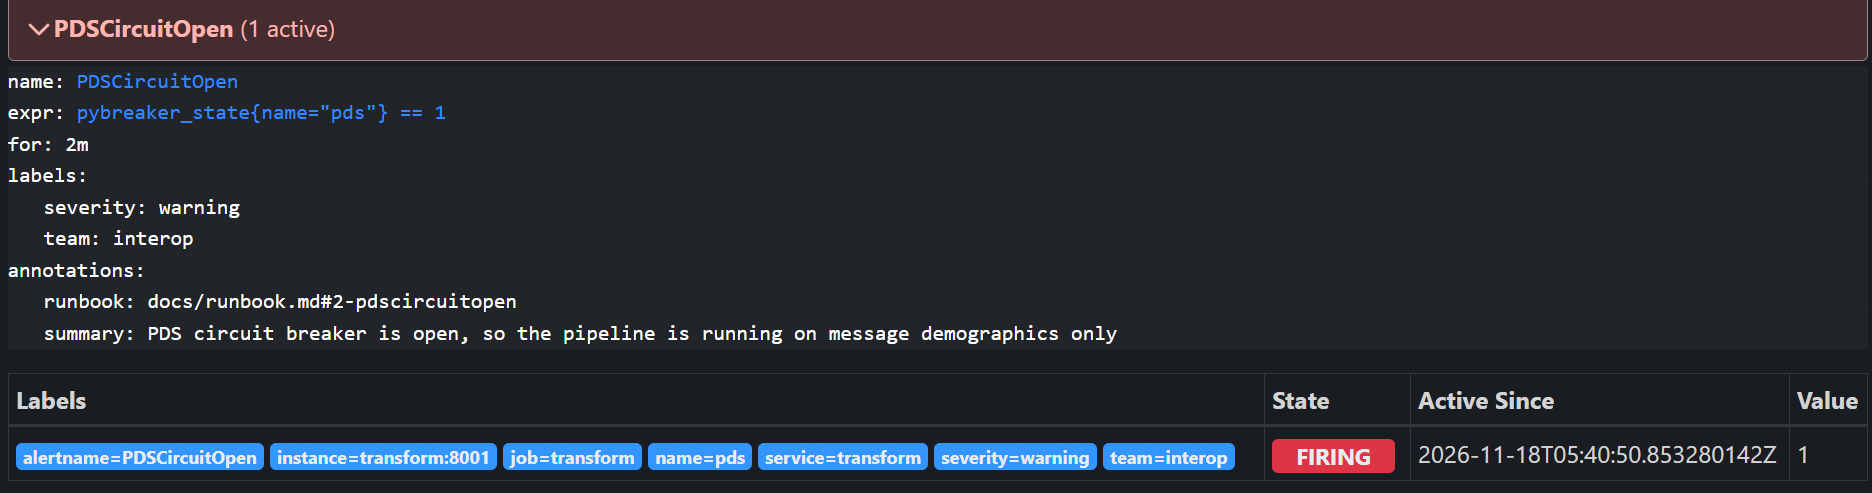 PDSCircuitOpen (1 active)
name: PDSCircuitOpen
expr: pybreaker_state{name="pds"} == 1
for: 2m
labels:
severity: warning
team: interop
annotations:
runbook: docs/runbook.md#2-pdscircuitopen
summary: PDS circuit breaker is open, so the pipeline is running on message demographics only
Labels State Active Since Value
alertname=PDSCircuitOpen instance=transform:8001 job=transform name=pds service=transform severity=warning team=interop FIRING 2026-11-18T05:40:50.853280142Z 1